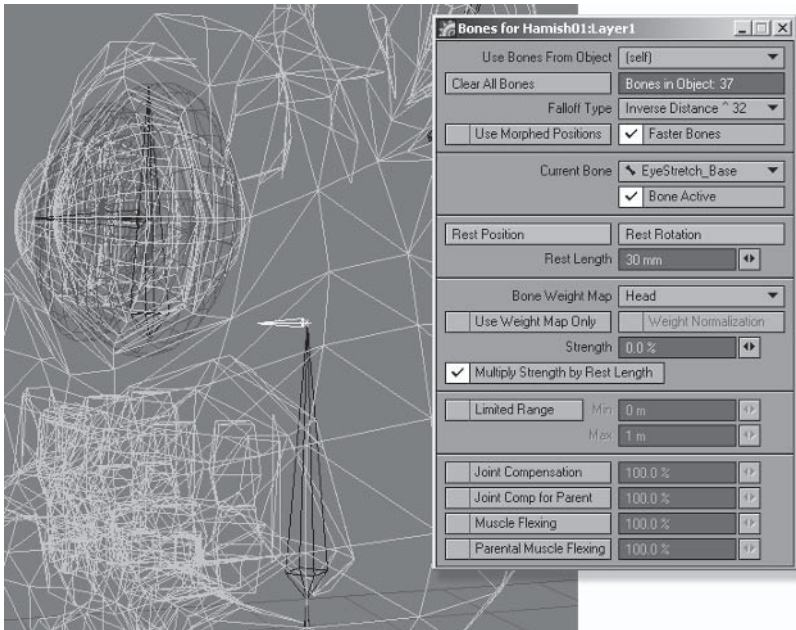 Bones for Hamish01:Layer1
Use Bones From Object (self)
Clear All Bones Bones in Object: 37
Falloff Type Inverse Distance ^ 32
Use Morphed Positions Faster Bones
Current Bone EyeStretch_Base
Bone Active
Rest Position Rest Rotation
Rest Length 30 mm
Bone Weight Map Head
Use Weight Map Only Weight Normalization
Strength 0.0 %
Multiply Strength by Rest Length
Limited Range Min 0 m
Max 1 m
Joint Compensation 100.0 %
Joint Comp for Parent 100.0 %
Muscle Flexing 100.0 %
Parental Muscle Flexing 100.0 %